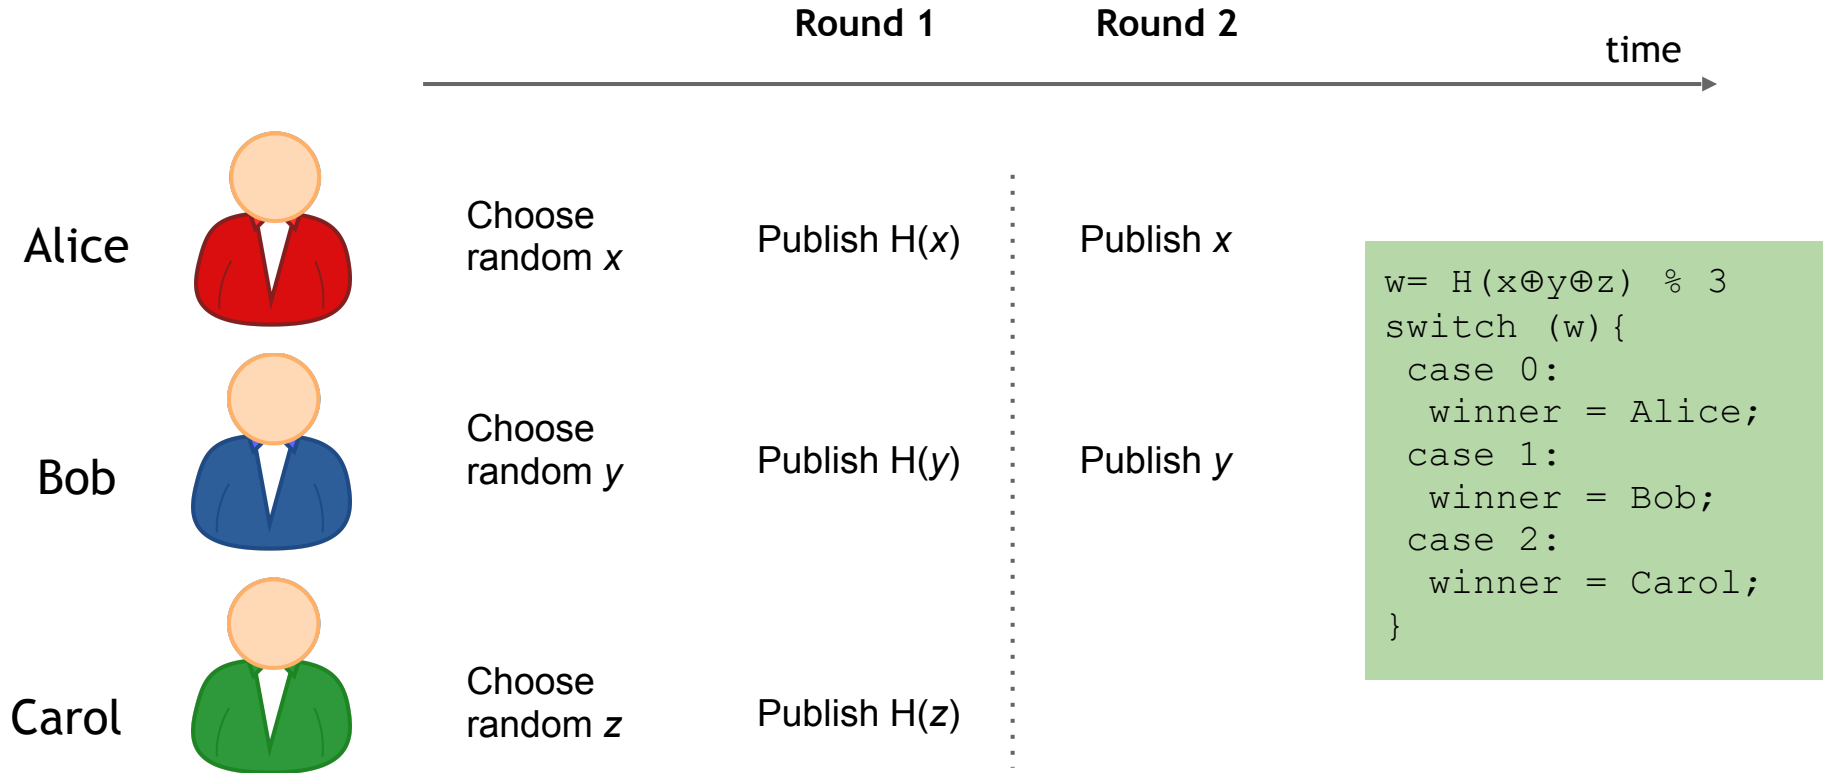 Round 1
Round 2
time
Alice
Choose
random x
Publish H(x)
Publish x
Bob
Choose
random y
Publish H(y)
Publish y
Carol
Choose
random z
Publish H(z)
w= H(x⊕y⊕z) % 3
switch (w){
case 0:
winner = Alice;
case 1:
winner = Bob;
case 2:
winner = Carol;
}